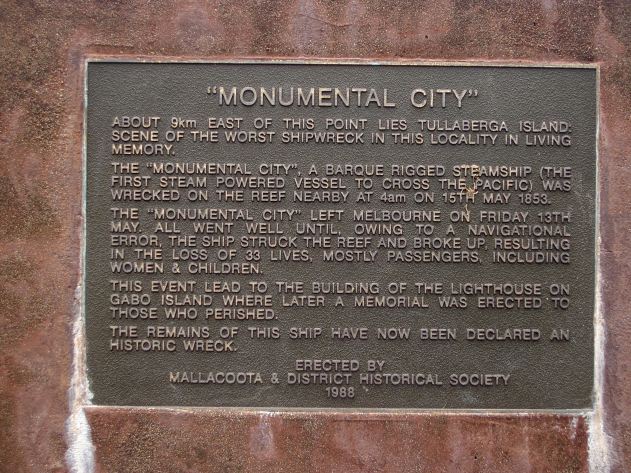 "MONUMENTAL CITY"
ABOUT 9km EAST OF THIS POINT LIES TULLABERGA ISLAND:
SCENE OF THE WORST SHIPWRECK IN THIS LOCALITY IN LIVING
MEMORY.
THE "MONUMENTAL CITY", A BARQUE RIGGED STEAMSHIP (THE
FIRST STEAM POWERED VESSEL TO CROSS THE PACIFIC) WAS
WRECKED ON THE REEF NEARBY AT 4am ON 15TH MAY 1853.
THE "MONUMENTAL CITY" LEFT MELBOURNE ON FRIDAY 13TH
MAY. ALL WENT WELL UNTIL, OWING TO A NAVIGATIONAL
ERROR, THE SHIP STRUCK THE REEF AND BROKE UP, RESULTING
IN THE LOSS OF 33 LIVES, MOSTLY PASSENGERS, INCLUDING
WOMEN & CHILDREN.
THIS EVENT LEAD TO THE BUILDING OF THE LIGHTHOUSE ON
GABO ISLAND WHERE LATER A MEMORIAL WAS ERECTED TO
THOSE WHO PERISHED.
THE REMAINS OF THIS SHIP HAVE NOW BEEN DECLARED AN
HISTORIC WRECK.
ERECTED BY
MALLACOOTA & DISTRICT HISTORICAL SOCIETY
1988